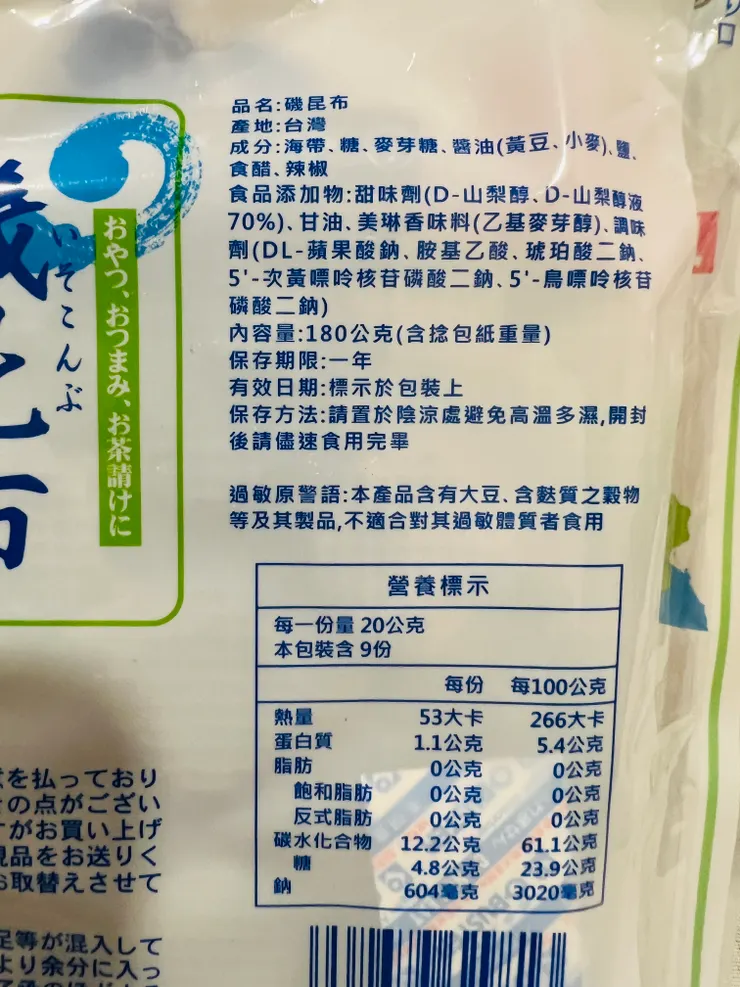 品名:磯昆布
產地:台灣
成分:海帶、糖、麥芽糖、醬油(黃豆、小麥)、鹽、
食醋、辣椒
食品添加物:甜味劑(D-山梨醇、D-山梨醇液
70%)、甘油、美琳香味料(乙基麥芽醇)、調味
劑(DL-蘋果酸鈉、胺基乙酸、琥珀酸二鈉、
5'-次黃嘌呤核苷磷酸二鈉、5'-鳥嘌呤核苷
磷酸二鈉)
內容量:180公克(含捻包紙重量)
保存期限:一年
有效日期:標示於包裝上
保存方法:請置於陰涼處避免高溫多濕,開封
後請儘速食用完畢
過敏原警語:本產品含有大豆、含麩質之穀物
等及其製品,不適合對其過敏體質者食用
營養標示
每一份量 20公克
本包裝含 9份
每份 每100公克
熱量 53大卡 266大卡
蛋白質 1.1公克 5.4公克
脂肪 0公克 0公克
飽和脂肪 0公克 0公克
反式脂肪 0公克 0公克
碳水化合物 12.2公克 61.1公克
糖 4.8公克 23.9公克
鈉 604毫克 3020毫克
いそこんぶ
おやつ、おつまみ、お茶請けに
を払っており
の点がござい
がお買い上げ
現品をお送りく
取替えさせて
足等が混入して
より余分に入っ